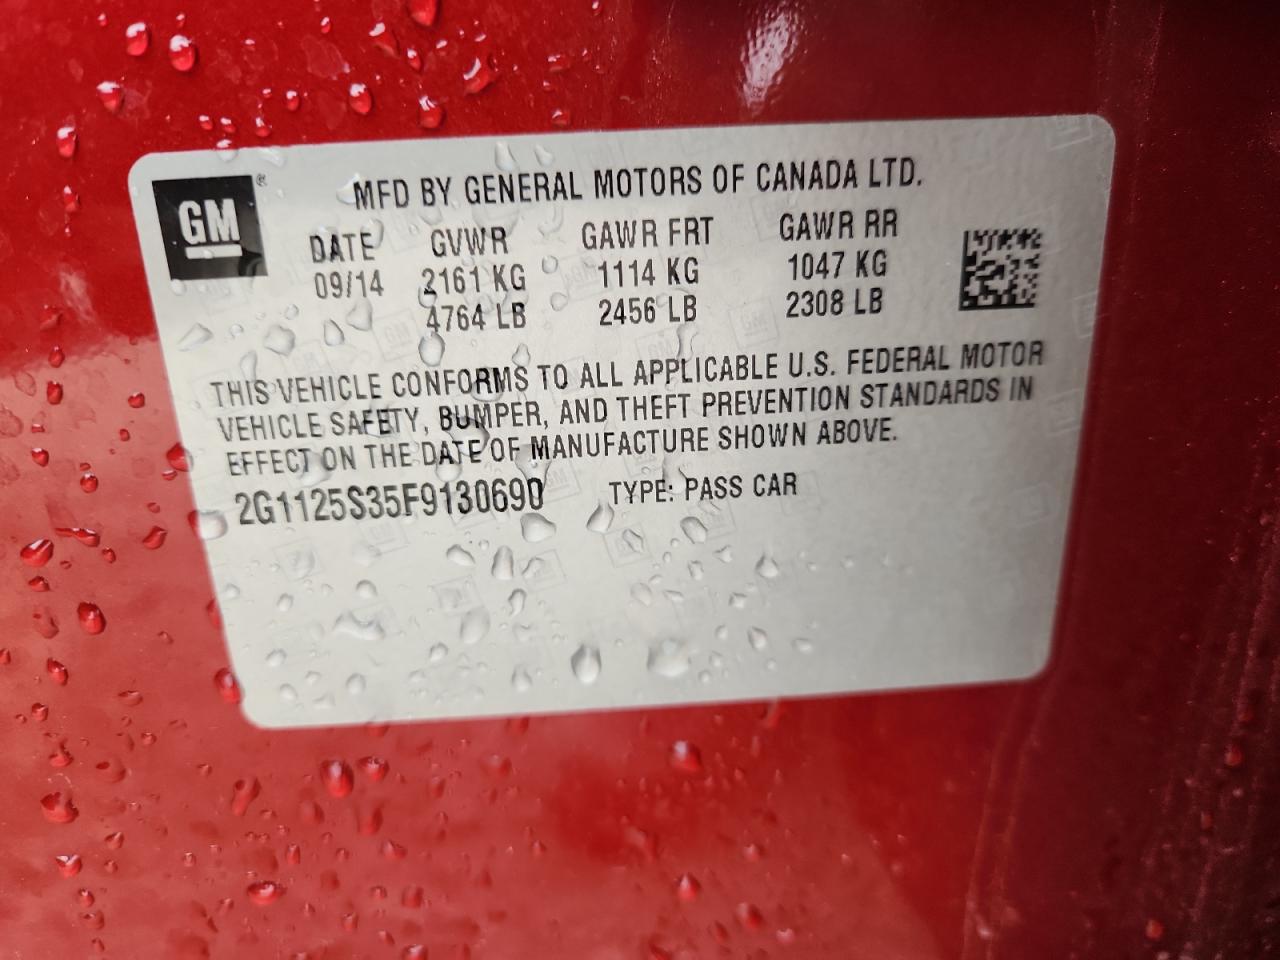 GM
®
MFD BY GENERAL MOTORS OF CANADA LTD.
DATE GVWR GAWR FRT GAWR RR
09/14 2161 KG 1114 KG 1047 KG
4764 LB 2456 LB 2308 LB
THIS VEHICLE CONFORMS TO ALL APPLICABLE U.S. FEDERAL MOTOR
VEHICLE SAFETY, BUMPER, AND THEFT PREVENTION STANDARDS IN
EFFECT ON THE DATE OF MANUFACTURE SHOWN ABOVE.
2G1125S35F9130690 TYPE: PASS CAR